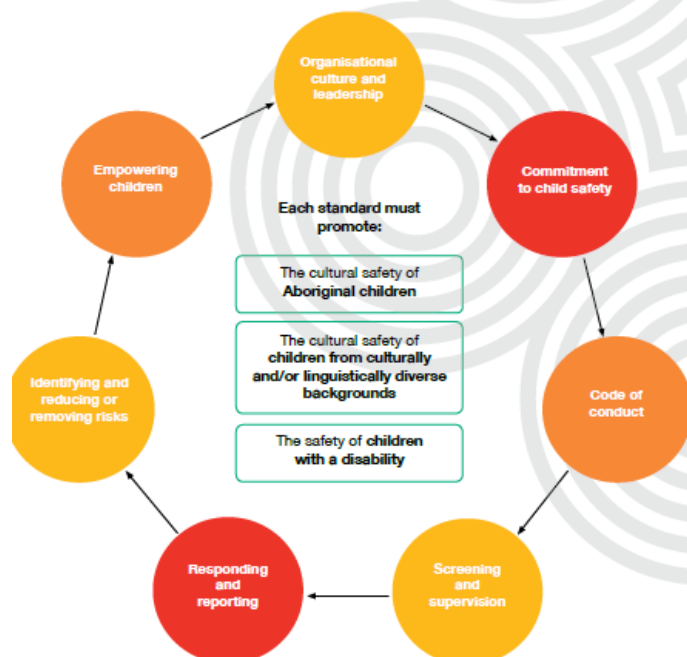 Organisational
culture and
leadership
Commitment
to child safety
Code of
conduct
Screening
and
supervision
Responding
and
reporting
Identifying and
reducing or
removing risks
Empowering
children
Each standard must
promote:
The cultural safety of
Aboriginal children
The cultural safety of
children from culturally
and/or linguistically diverse
backgrounds
The safety of children
with a disability